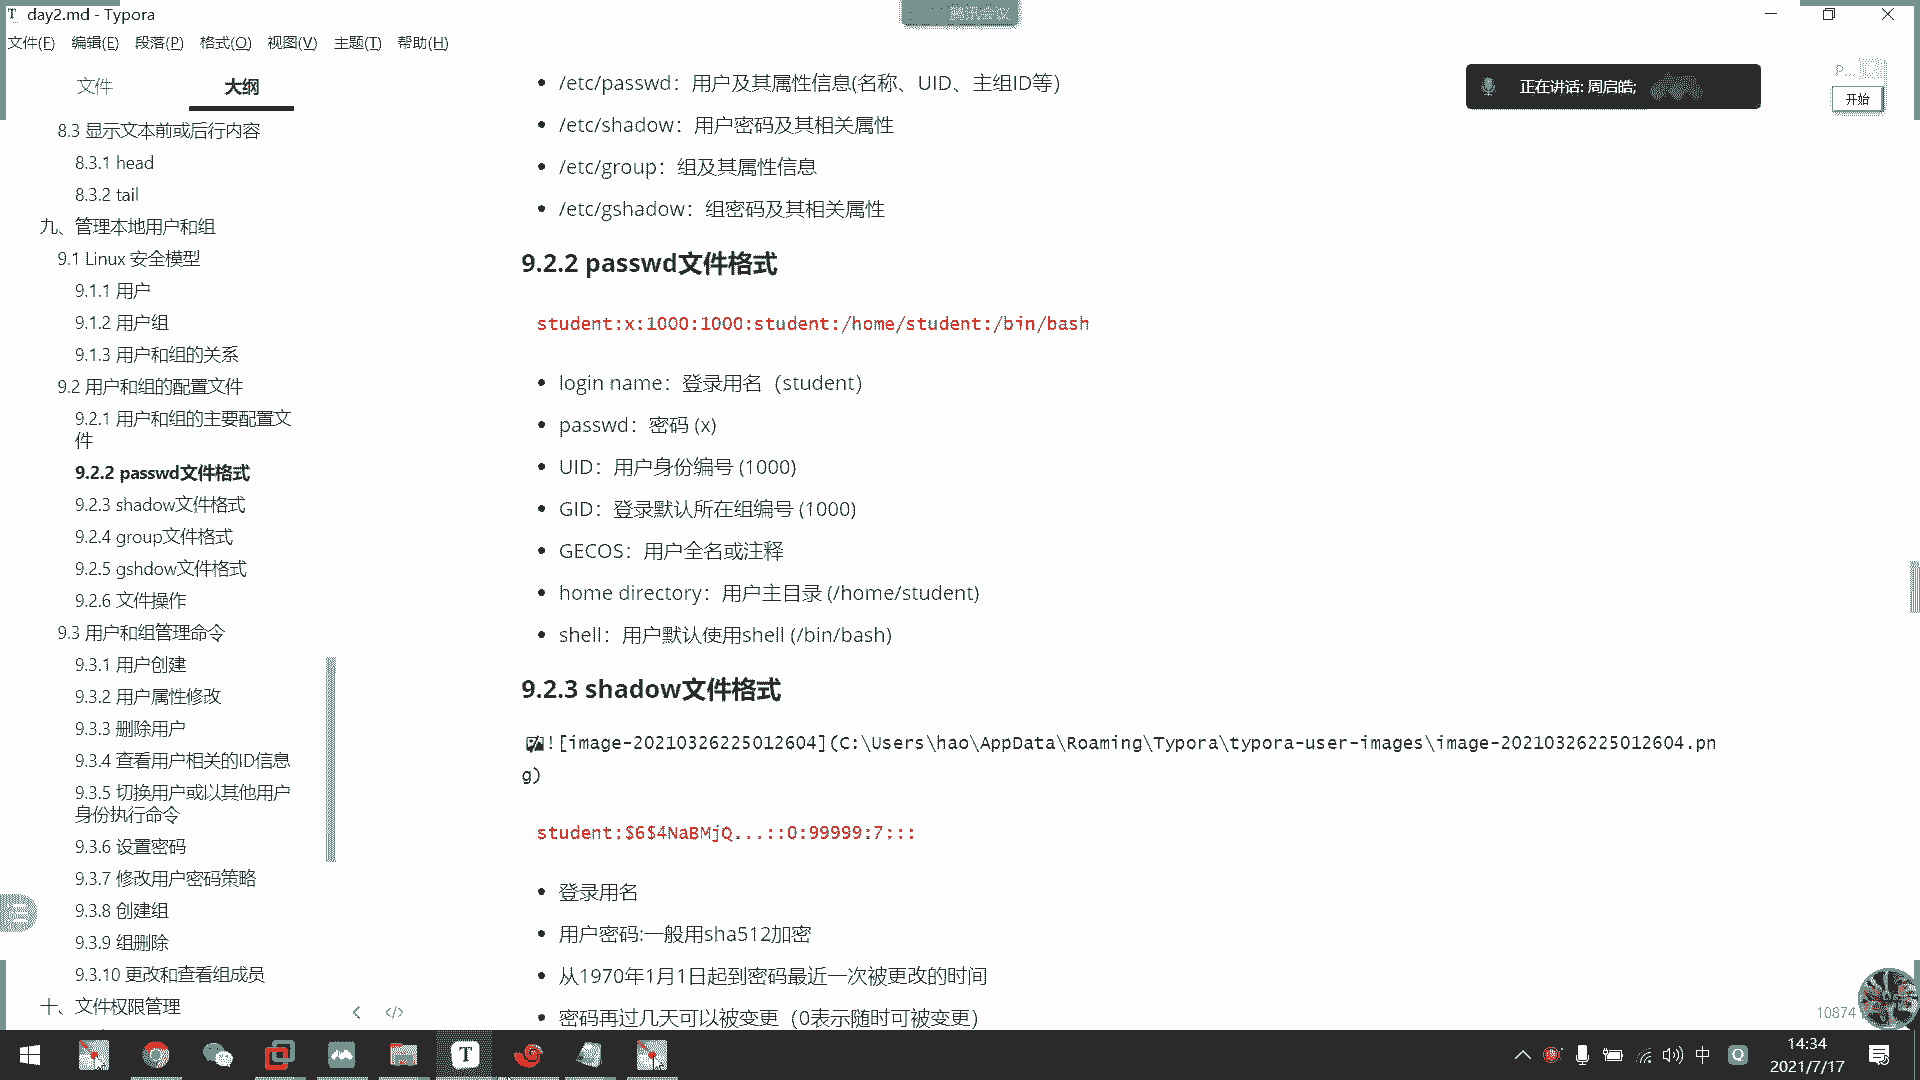 day2.md - Typora
腾讯会议
文件(F) 编辑(E) 段落(P) 格式(O) 视图(V) 主题(T) 帮助(H)
文件 大纲
8.3 显示文本前或后行内容
8.3.1 head
8.3.2 tail
九、管理本地用户和组
9.1 Linux 安全模型
9.1.1 用户
9.1.2 用户组
9.1.3 用户和组的关系
9.2 用户和组的配置文件
9.2.1 用户和组的主要配置文
件
9.2.2 passwd文件格式
9.2.3 shadow文件格式
9.2.4 group文件格式
9.2.5 gshdow文件格式
9.2.6 文件操作
9.3 用户和组管理命令
9.3.1 用户创建
9.3.2 用户属性修改
9.3.3 删除用户
9.3.4 查看用户相关的ID信息
9.3.5 切换用户或以其他用户
身份执行命令
9.3.6 设置密码
9.3.7 修改用户密码策略
9.3.8 创建组
9.3.9 组删除
9.3.10 更改和查看组成员
十、文件权限管理
/etc/passwd：用户及其属性信息(名称、UID、主组ID等)
/etc/shadow：用户密码及其相关属性
/etc/group：组及其属性信息
/etc/gshadow：组密码及其相关属性
9.2.2 passwd文件格式
student:x:1000:1000:student:/home/student:/bin/bash
login name：登录用名（student）
passwd：密码 (x)
UID：用户身份编号 (1000)
GID：登录默认所在组编号 (1000)
GECOS：用户全名或注释
home directory：用户主目录 (/home/student)
shell：用户默认使用shell (/bin/bash)
9.2.3 shadow文件格式
![image-20210326225012604](C:\Users\hao\AppData\Roaming\Typora\typora-user-images\image-20210326225012604.pn
g)
student:$6$4NaBMjQ...::0:99999:7:::
登录用名
用户密码:一般用sha512加密
从1970年1月1日起到密码最近一次被更改的时间
密码再过几天可以被变更（0表示随时可被变更）
正在讲话: 周启皓;
P...
开始
10874
中
14:34
2021/7/17